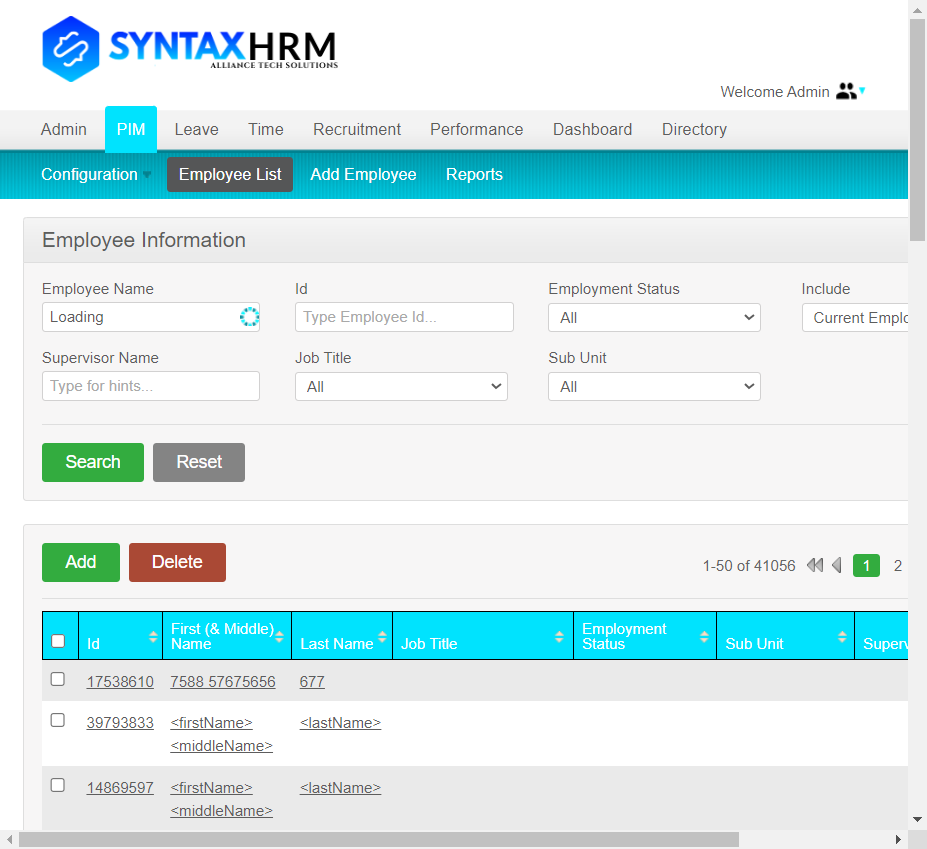 SYNTAXHRM
ALLIANCE TECH SOLUTIONS
Welcome Admin
Admin PIM Leave Time Recruitment Performance Dashboard Directory
Configuration Employee List Add Employee Reports
Employee Information
Employee Name Id Employment Status Include
Loading Type Employee Id... All Current Emplo
Supervisor Name Job Title Sub Unit
Type for hints... All All
Search Reset
Add Delete 1-50 of 41056 1 2
Id First (& Middle) Name Last Name Job Title Employment Status Sub Unit Superv
17538610 7588 57675656 677
39793833 <firstName> <lastName>
<middleName>
14869597 <firstName> <lastName>
<middleName>